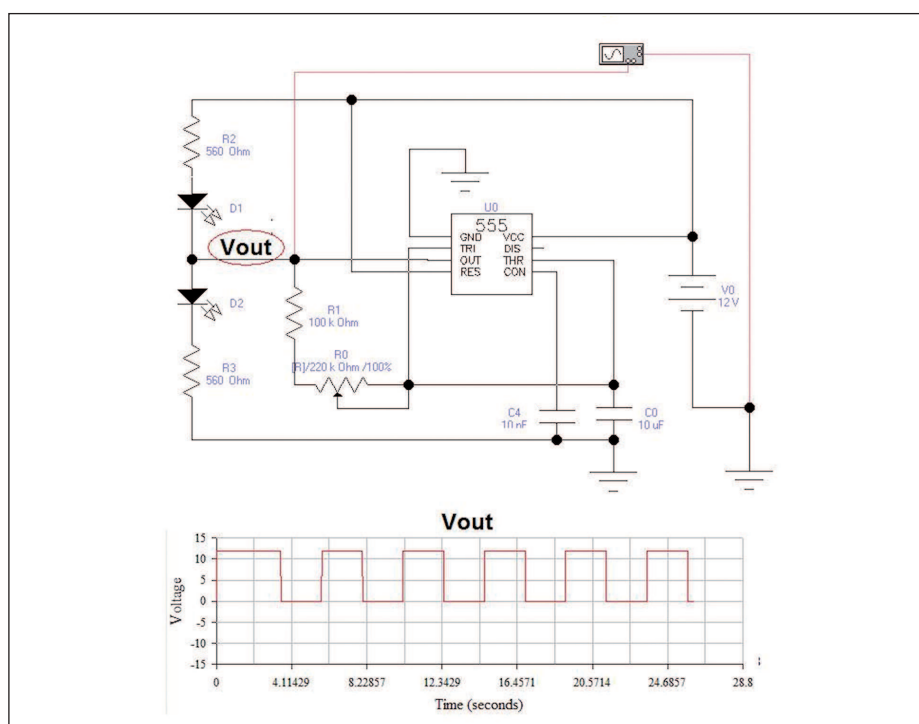 R2
560 Ohm
D1
Vout
D2
R3
560 Ohm
U0
555
GND VCC
TRI DIS
OUT THR
RES CON
R1
100 k Ohm
R0
[R]/220 k Ohm /100%
V0
12 V
C4
10 nF
C0
10 uF
Vout
Voltage
15
10
5
0
-5
-10
-15
0 4.11429 8.22857 12.3429 16.4571 20.5714 24.6857 28.8
Time (seconds)